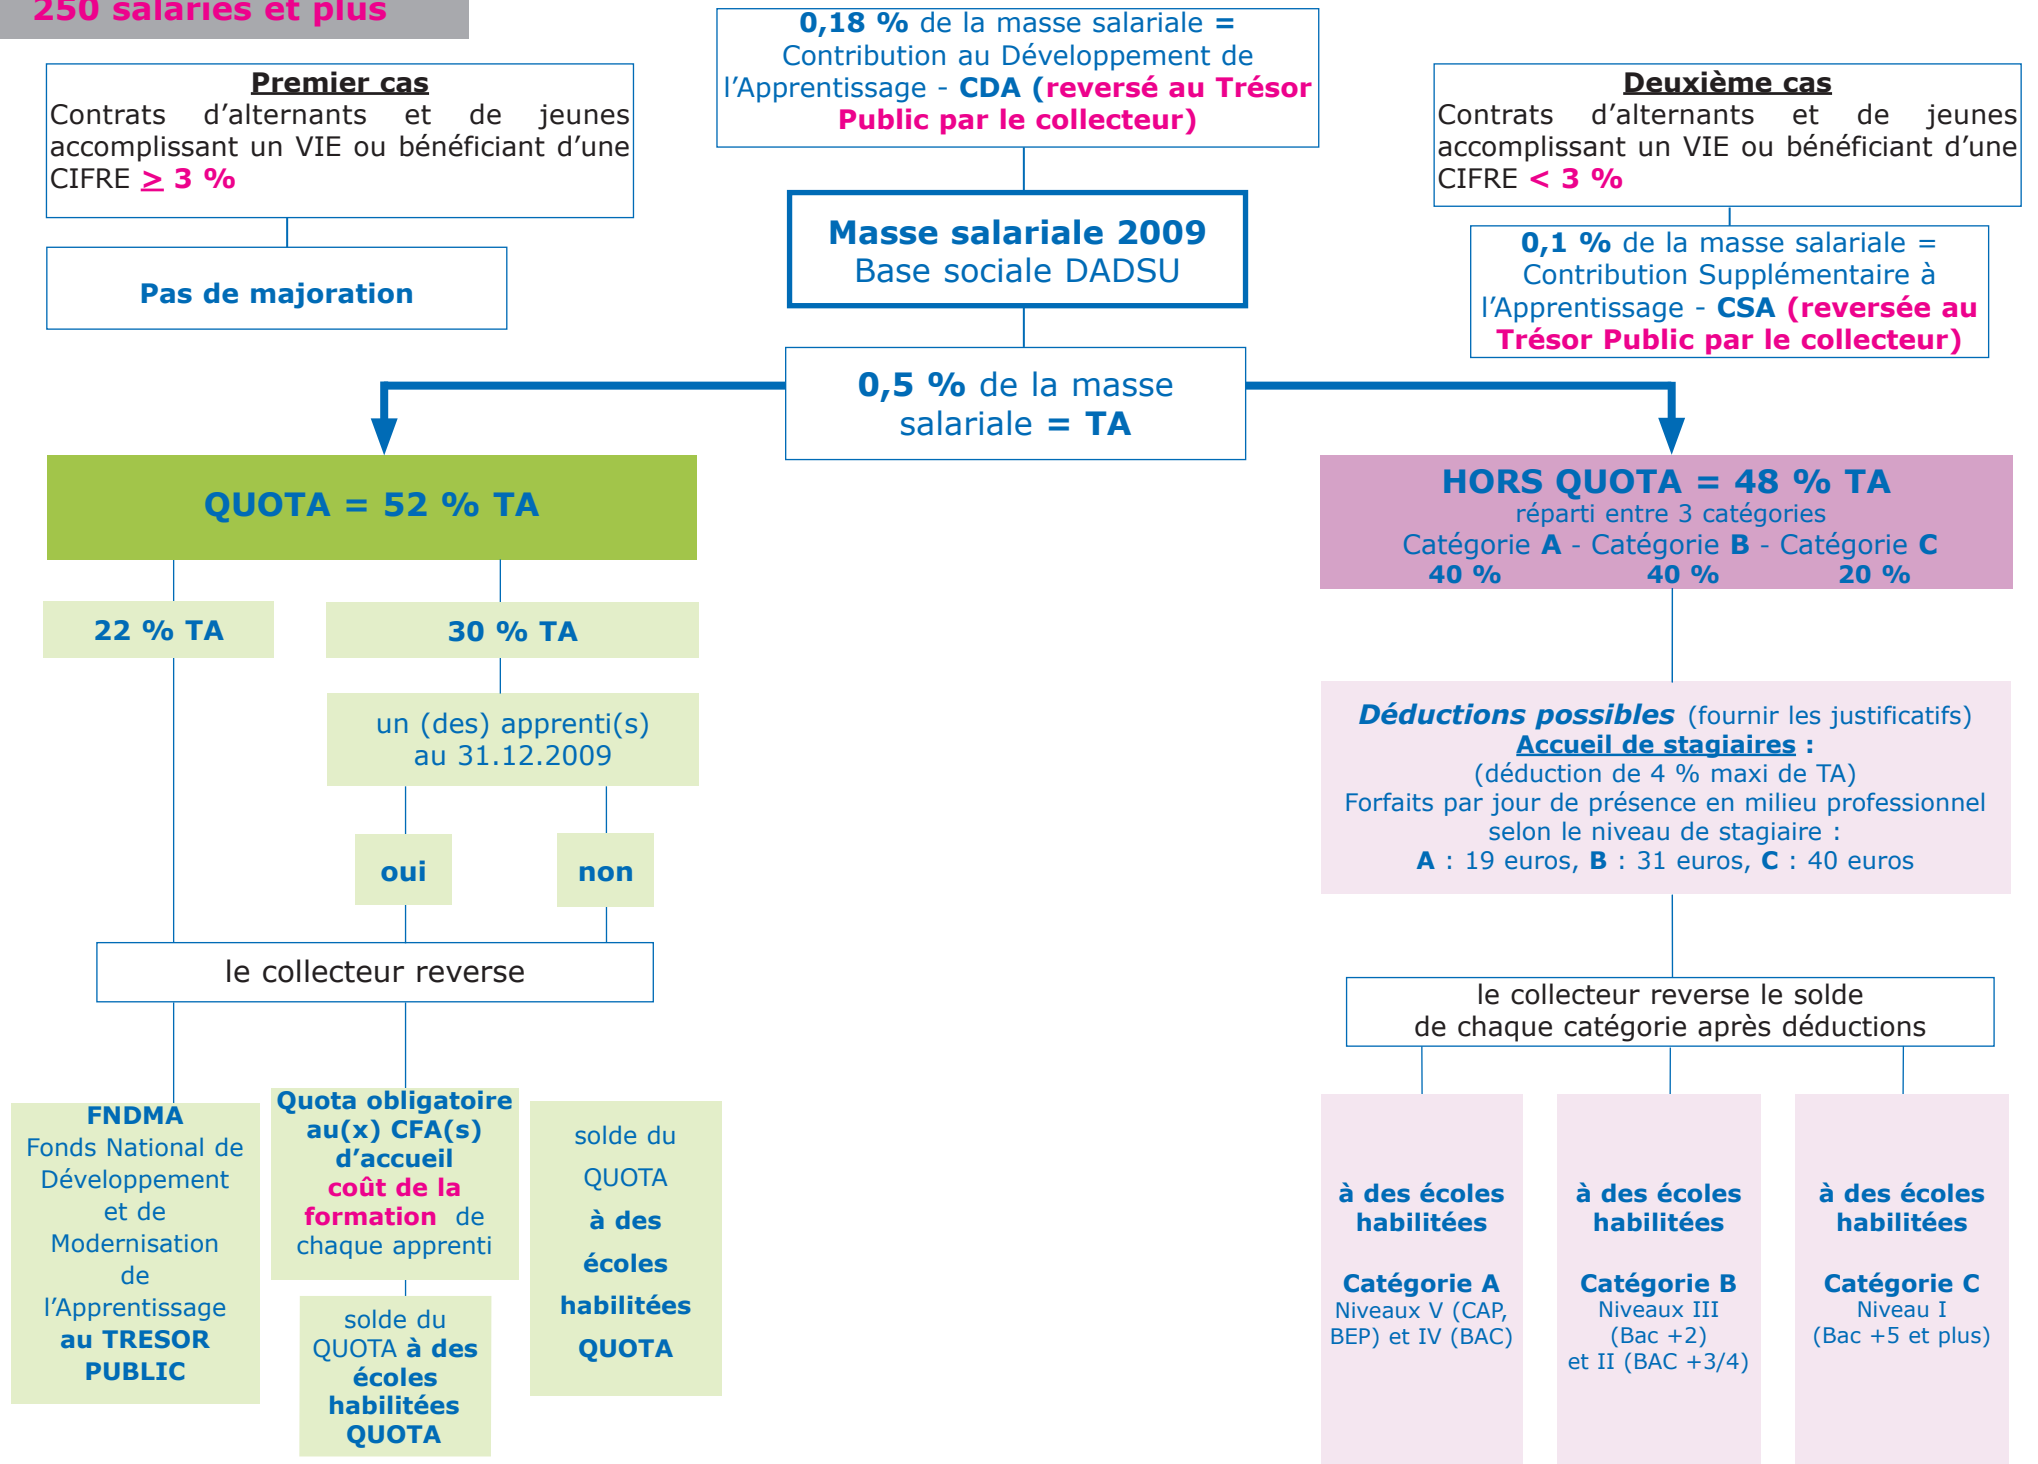 250 salariés et plus
Premier cas
Contrats d'alternants et de jeunes
accomplissant un VIE ou bénéficiant d'une
CIFRE ≥ 3 %
Pas de majoration
0,18 % de la masse salariale =
Contribution au Développement de
l'Apprentissage - CDA (reversé au Trésor
Public par le collecteur)
Masse salariale 2009
Base sociale DADSU
0,5 % de la masse
salariale = TA
Deuxième cas
Contrats d'alternants et de jeunes
accomplissant un VIE ou bénéficiant d'une
CIFRE < 3 %
0,1 % de la masse salariale =
Contribution Supplémentaire à
l'Apprentissage - CSA (reversée au
Trésor Public par le collecteur)
QUOTA = 52 % TA
22 % TA
30 % TA
un (des) apprenti(s)
au 31.12.2009
oui
non
le collecteur reverse
FNDMA
Fonds National de
Développement
et de
Modernisation
de
l'Apprentissage
au TRESOR
PUBLIC
Quota obligatoire
au(x) CFA(s)
d'accueil
coût de la
formation de
chaque apprenti
solde du
QUOTA à des
écoles
habilitées
QUOTA
solde du
QUOTA
à des
écoles
habilitées
QUOTA
HORS QUOTA = 48 % TA
réparti entre 3 catégories
Catégorie A - Catégorie B - Catégorie C
40 % 40 % 20 %
Déductions possibles (fournir les justificatifs)
Accueil de stagiaires :
(déduction de 4 % maxi de TA)
Forfaits par jour de présence en milieu professionnel
selon le niveau de stagiaire :
A : 19 euros, B : 31 euros, C : 40 euros
le collecteur reverse le solde
de chaque catégorie après déductions
à des écoles
habilitées
Catégorie A
Niveaux V (CAP,
BEP) et IV (BAC)
à des écoles
habilitées
Catégorie B
Niveaux III
(Bac +2)
et II (BAC +3/4)
à des écoles
habilitées
Catégorie C
Niveau I
(Bac +5 et plus)